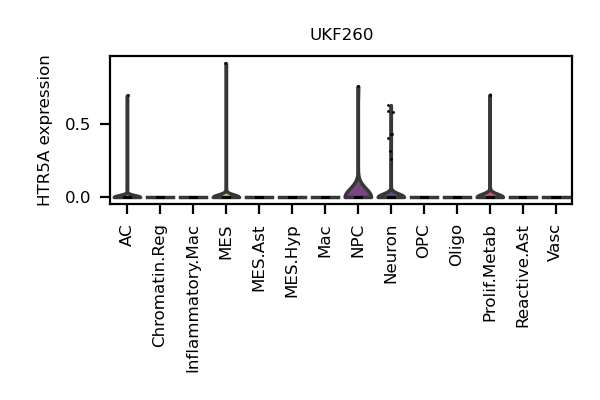 UKF260
HTR5A expression
0.5
0.0
AC
Chromatin.Reg
Inflammatory.Mac
MES
MES.Ast
MES.Hyp
Mac
NPC
Neuron
OPC
Oligo
Prolif.Metab
Reactive.Ast
Vasc